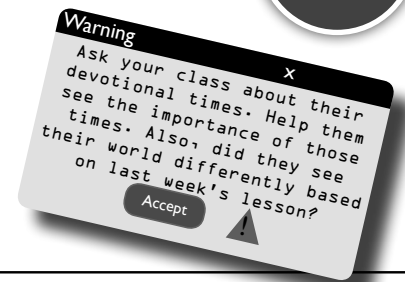 Warning
x
Ask your class about their
devotional times. Help them
see the importance of those
times. Also, did they see
their world differently based
on last week's lesson?
Accept
!